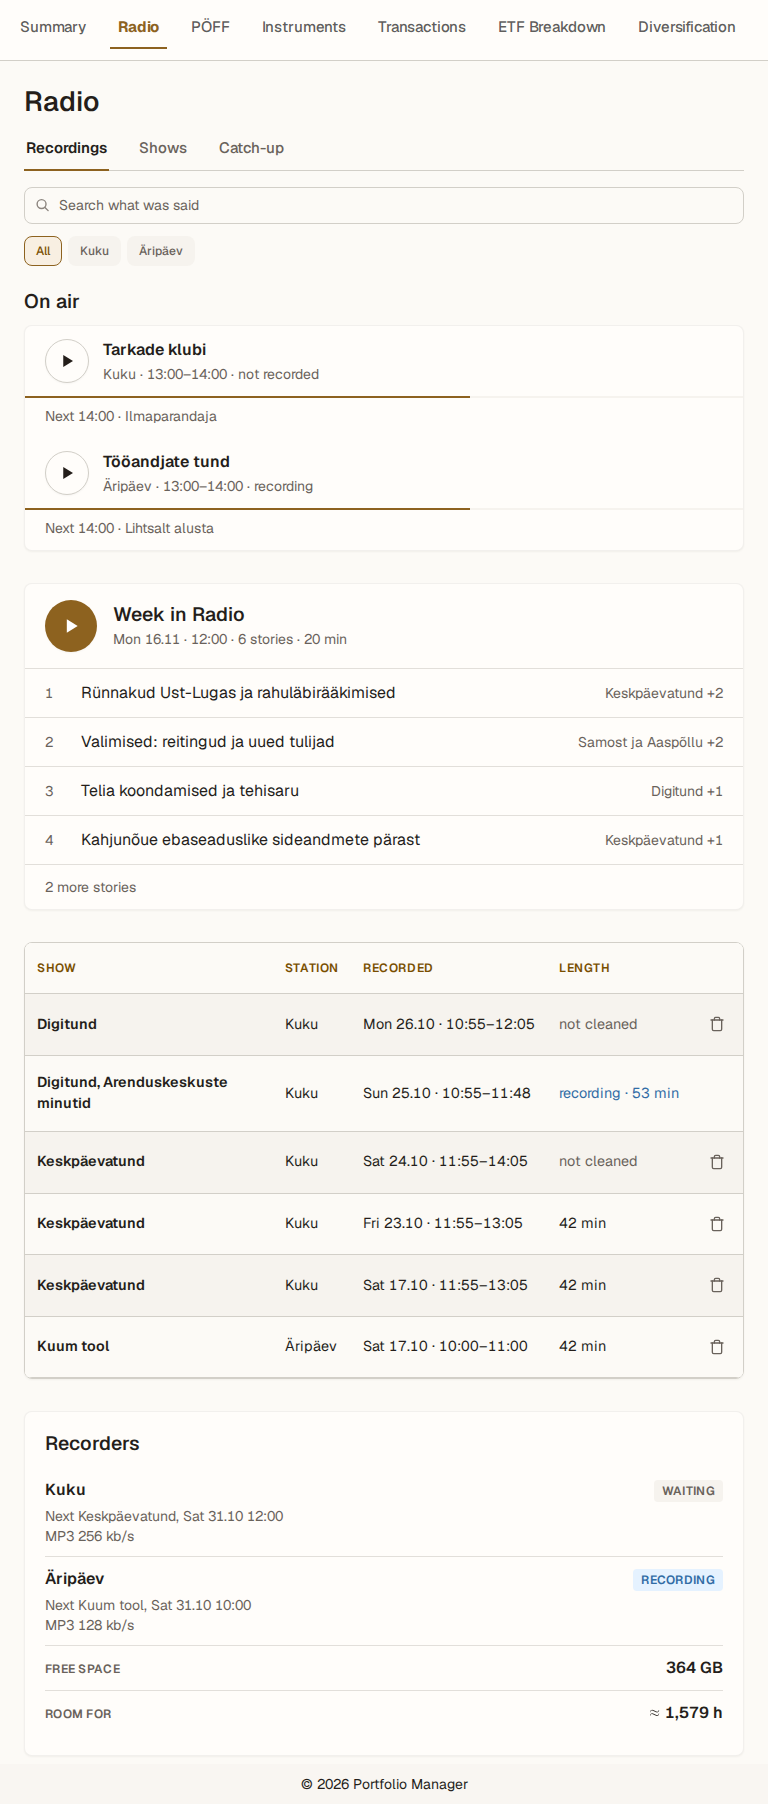 Summary Radio PÖFF Instruments Transactions ETF Breakdown Diversification
Radio
Recordings Shows Catch-up
Search what was said
All Kuku Äripäev
On air
Tarkade klubi
Kuku · 13:00–14:00 · not recorded
Next 14:00 · Ilmaparandaja
Tööandjate tund
Äripäev · 13:00–14:00 · recording
Next 14:00 · Lihtsalt alusta
Week in Radio
Mon 16.11 · 12:00 · 6 stories · 20 min
1 Rünnakud Ust-Lugas ja rahuläbirääkimised Keskpäevatund +2
2 Valimised: reitingud ja uued tulijad Samost ja Aaspõllu +2
3 Telia koondamised ja tehisaru Digitund +1
4 Kahjunõue ebaseaduslike sideandmete pärast Keskpäevatund +1
2 more stories
SHOW STATION RECORDED LENGTH
Digitund Kuku Mon 26.10 · 10:55–12:05 not cleaned
Digitund, Arenduskeskuste
minutid Kuku Sun 25.10 · 10:55–11:48 recording · 53 min
Keskpäevatund Kuku Sat 24.10 · 11:55–14:05 not cleaned
Keskpäevatund Kuku Fri 23.10 · 11:55–13:05 42 min
Keskpäevatund Kuku Sat 17.10 · 11:55–13:05 42 min
Kuum tool Äripäev Sat 17.10 · 10:00–11:00 42 min
Recorders
Kuku WAITING
Next Keskpäevatund, Sat 31.10 12:00
MP3 256 kb/s
Äripäev RECORDING
Next Kuum tool, Sat 31.10 10:00
MP3 128 kb/s
FREE SPACE 364 GB
ROOM FOR ≈ 1,579 h
© 2026 Portfolio Manager